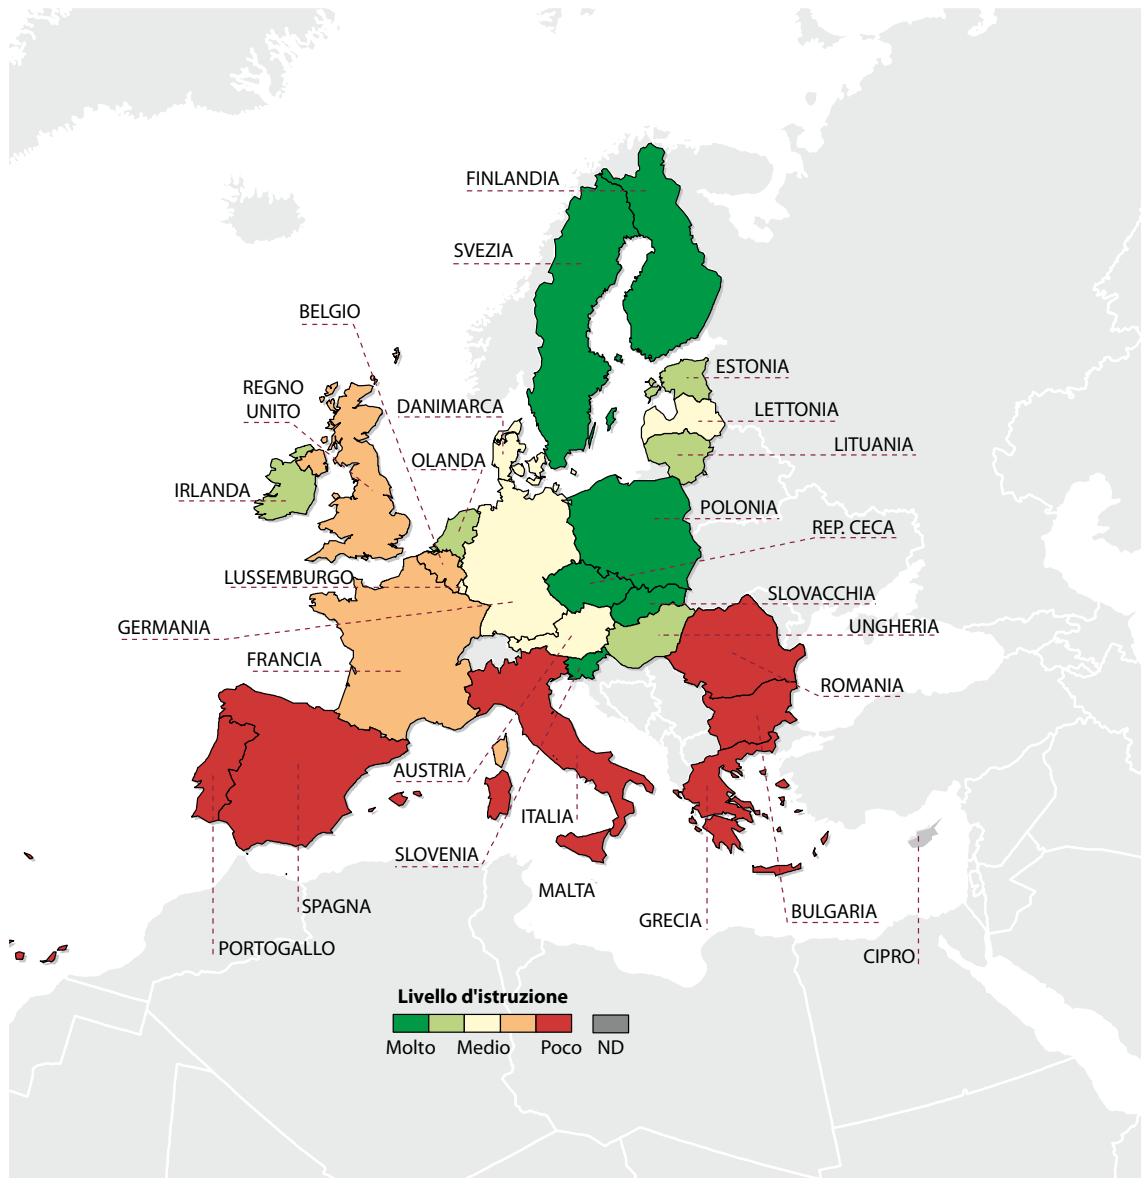 FINLANDIA
SVEZIA
BELGIO
ESTONIA
REGNO
UNITO
DANIMARCA
LETTONIA
LITUANIA
OLANDA
IRLANDA
POLONIA
REP. CECA
LUSSEMBURGO
SLOVACCHIA
GERMANIA
UNGHERIA
FRANCIA
ROMANIA
AUSTRIA
ITALIA
SLOVENIA
MALTA
SPAGNA
GRECIA
BULGARIA
PORTOGALLO
CIPRO
Livello d'istruzione
Molto Medio Poco ND